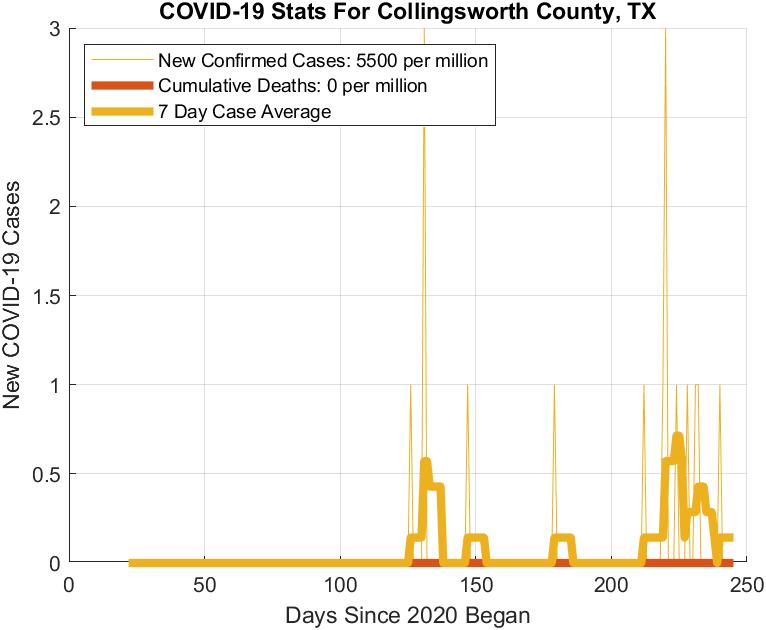 COVID-19 Stats For Collingsworth County, TX
3
2.5
2
1.5
1
0.5
0
New COVID-19 Cases
New Confirmed Cases: 5500 per million
Cumulative Deaths: 0 per million
7 Day Case Average
0 50 100 150 200 250
Days Since 2020 Began